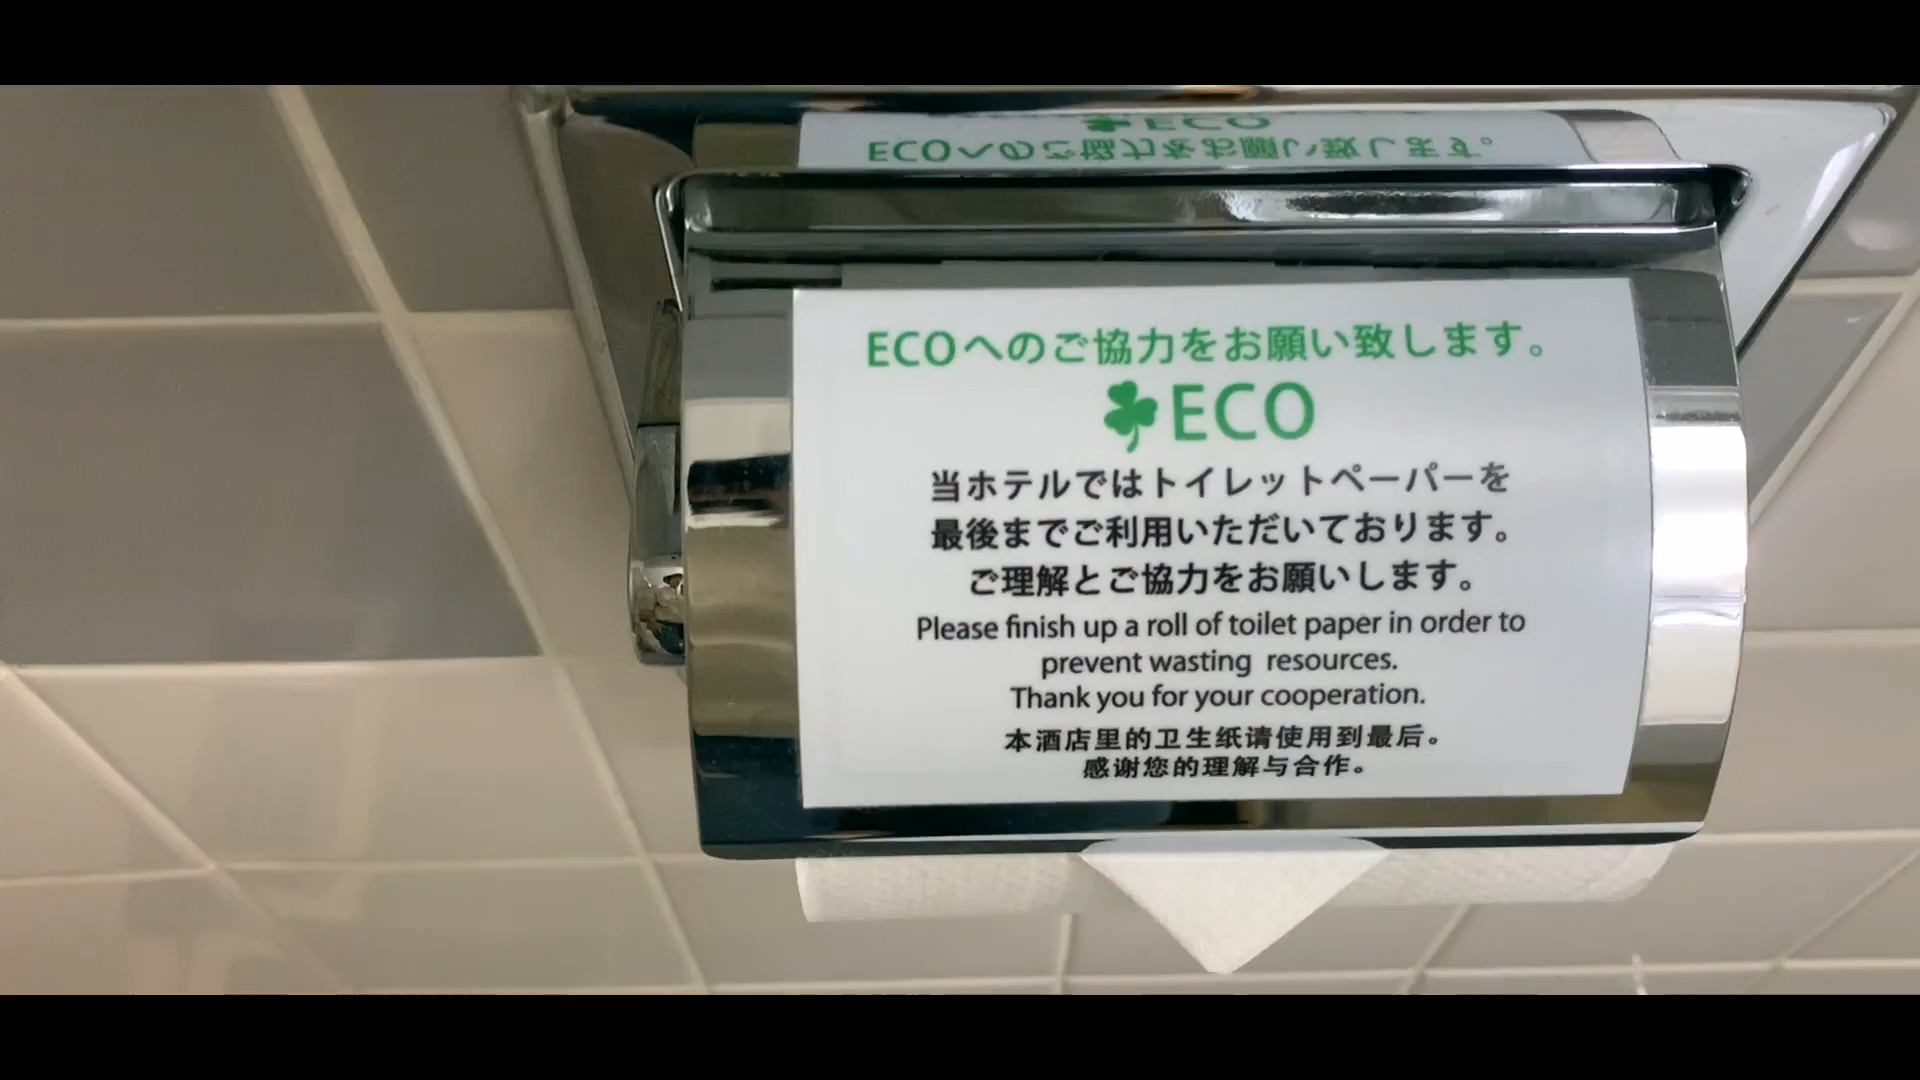 ECOへのご協力をお願い致します。
ECO
当ホテルではトイレットペーパーを
最後までご利用いただいております。
ご理解とご協力をお願いします。
Please finish up a roll of toilet paper in order to
prevent wasting resources.
Thank you for your cooperation.
本酒店里的卫生纸请使用到最后。
感谢您的理解与合作。